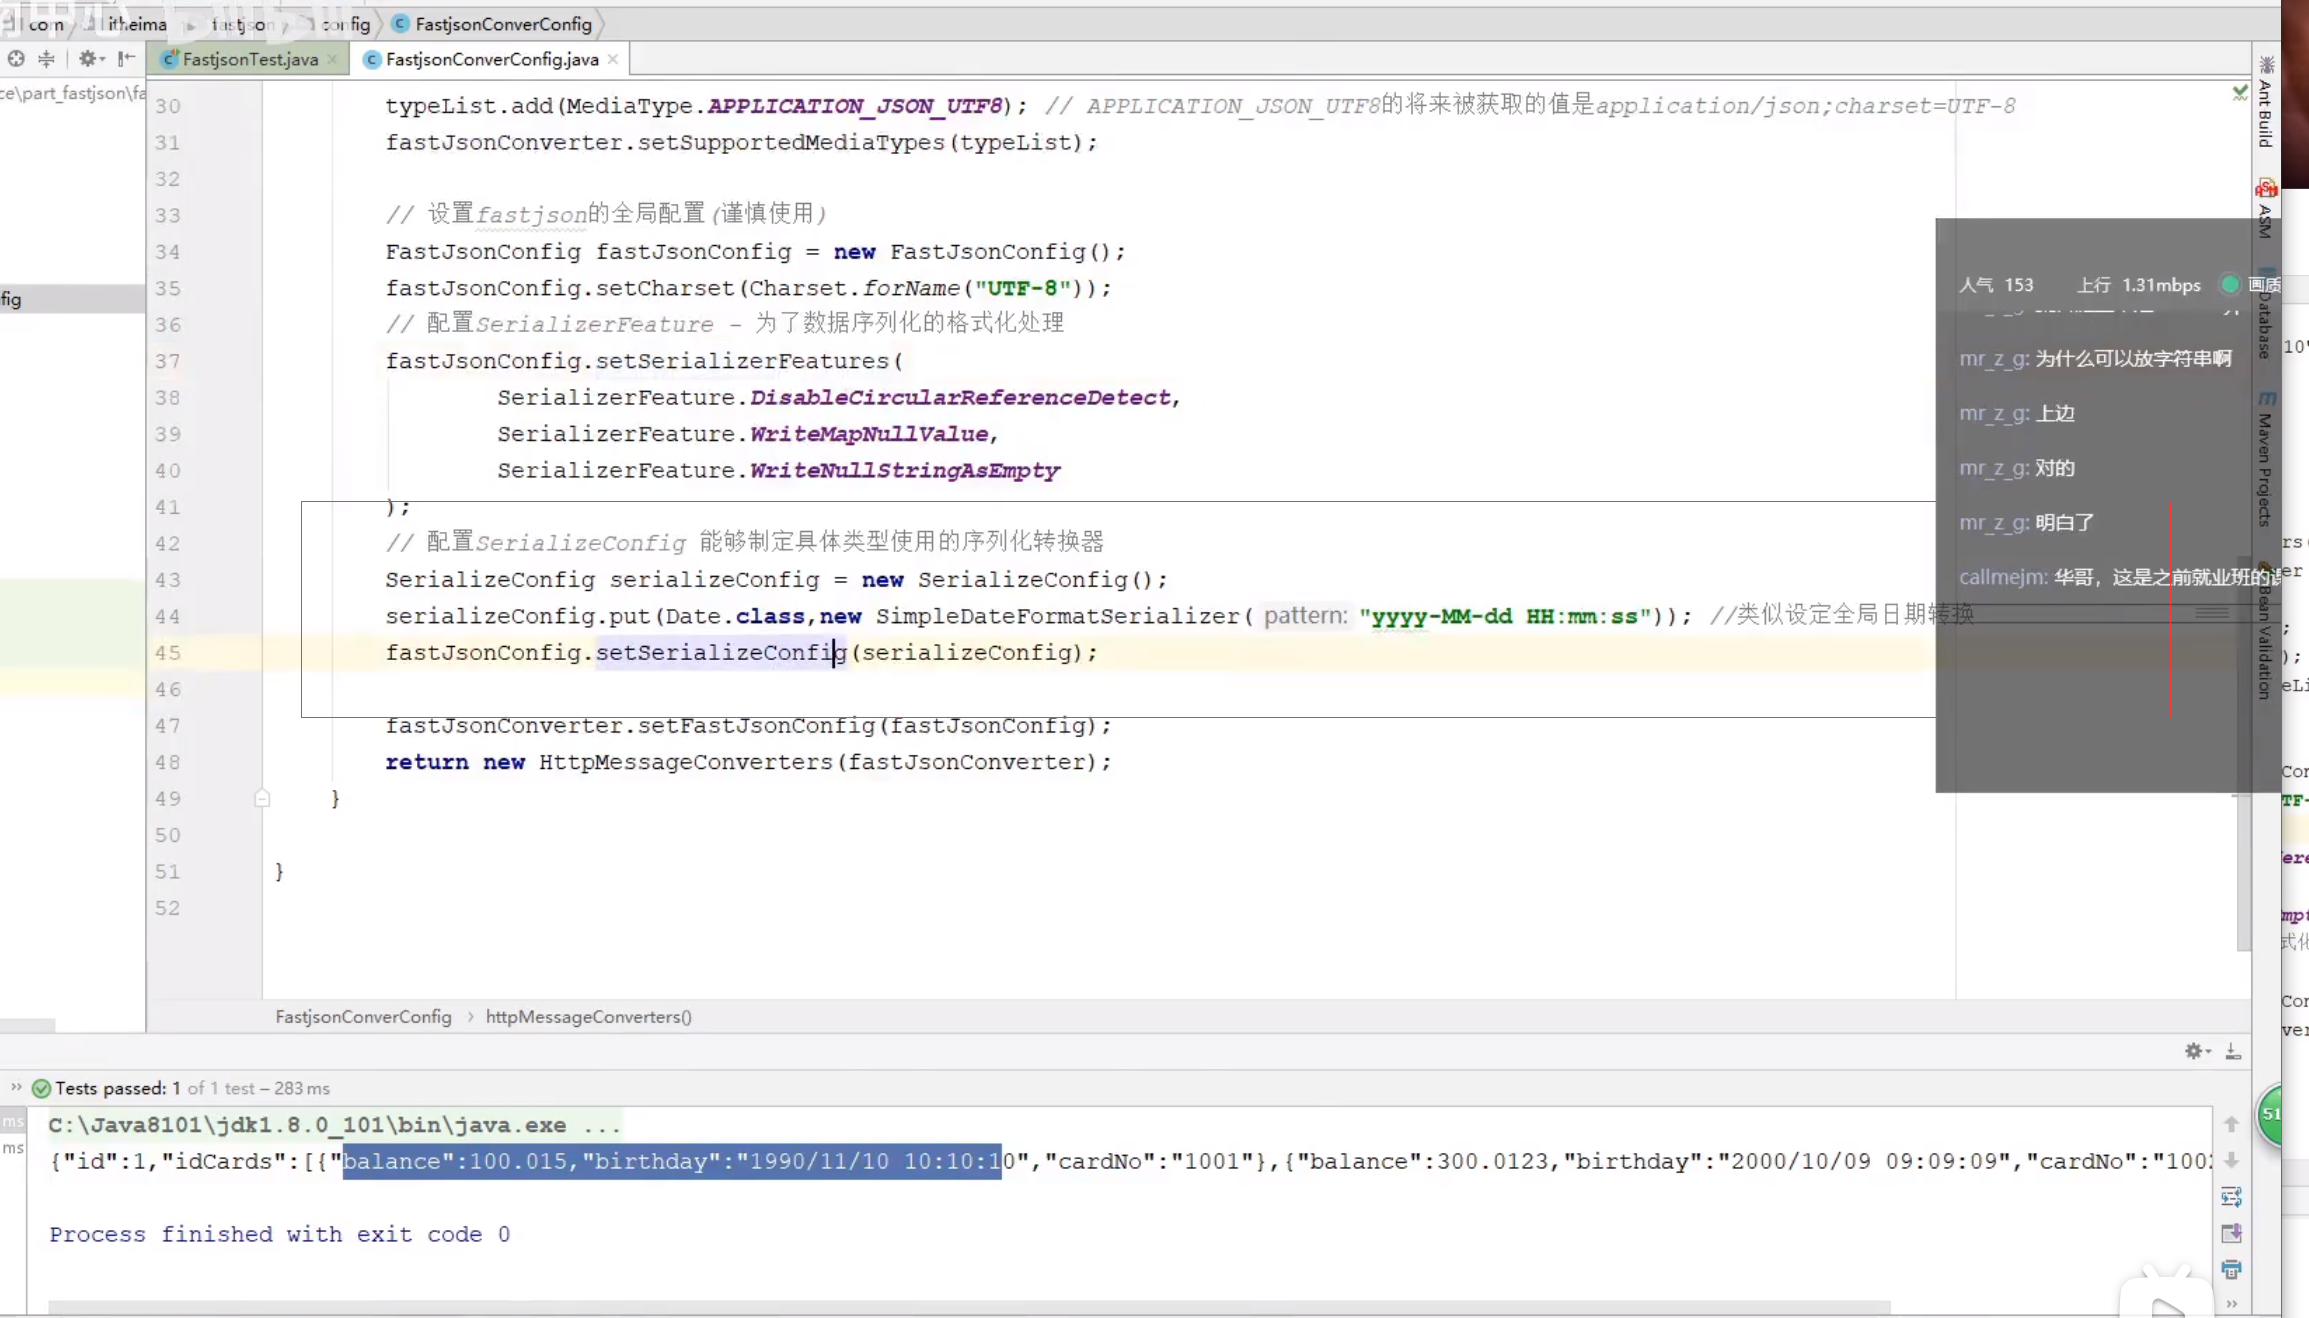 com itheima fastjson config FastjsonConverConfig
FastjsonTest.java FastjsonConverConfig.java
ce\part_fastjson\fa
fig
30 typeList.add(MediaType.APPLICATION_JSON_UTF8); // APPLICATION_JSON_UTF8的将来被获取的值是application/json;charset=UTF-8
31 fastJsonConverter.setSupportedMediaTypes(typeList);
32
33 // 设置fastjson的全局配置(谨慎使用)
34 FastJsonConfig fastJsonConfig = new FastJsonConfig();
35 fastJsonConfig.setCharset(Charset.forName("UTF-8"));
36 // 配置SerializerFeature - 为了数据序列化的格式化处理
37 fastJsonConfig.setSerializerFeatures(
38 SerializerFeature.DisableCircularReferenceDetect,
39 SerializerFeature.WriteMapNullValue,
40 SerializerFeature.WriteNullStringAsEmpty
41 );
42 // 配置SerializeConfig 能够制定具体类型使用的序列化转换器
43 SerializeConfig serializeConfig = new SerializeConfig();
44 serializeConfig.put(Date.class,new SimpleDateFormatSerializer( pattern: "yyyy-MM-dd HH:mm:ss")); //类似设定全局日期转换
45 fastJsonConfig.setSerializeConfig(serializeConfig);
46
47 fastJsonConverter.setFastJsonConfig(fastJsonConfig);
48 return new HttpMessageConverters(fastJsonConverter);
49 }
50
51 }
52
人气 153 上行 1.31mbps 画质
mr_z_g: 为什么可以放字符串啊
mr_z_g: 上边
mr_z_g: 对的
mr_z_g: 明白了
callmejm: 华哥，这是之前就业班的课
Ant Build
ASM
Database
Maven Projects
Bean Validation
FastjsonConverConfig › httpMessageConverters()
Tests passed: 1 of 1 test – 283 ms
ms
ms
C:\Java8101\jdk1.8.0_101\bin\java.exe ...
{"id":1,"idCards":[{"balance":100.015,"birthday":"1990/11/10 10:10:10","cardNo":"1001"},{"balance":300.0123,"birthday":"2000/10/09 09:09:09","cardNo":"1002
Process finished with exit code 0
51